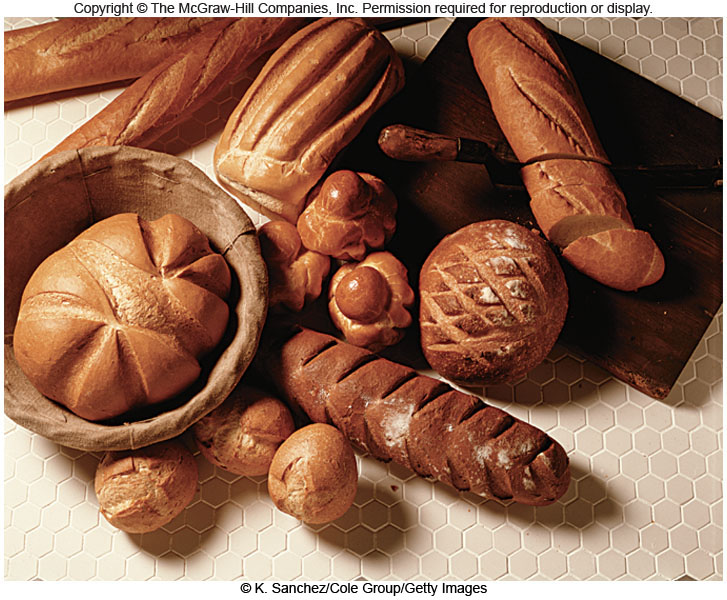 Copyright © The McGraw-Hill Companies, Inc. Permission required for reproduction or display.
© K. Sanchez/Cole Group/Getty Images